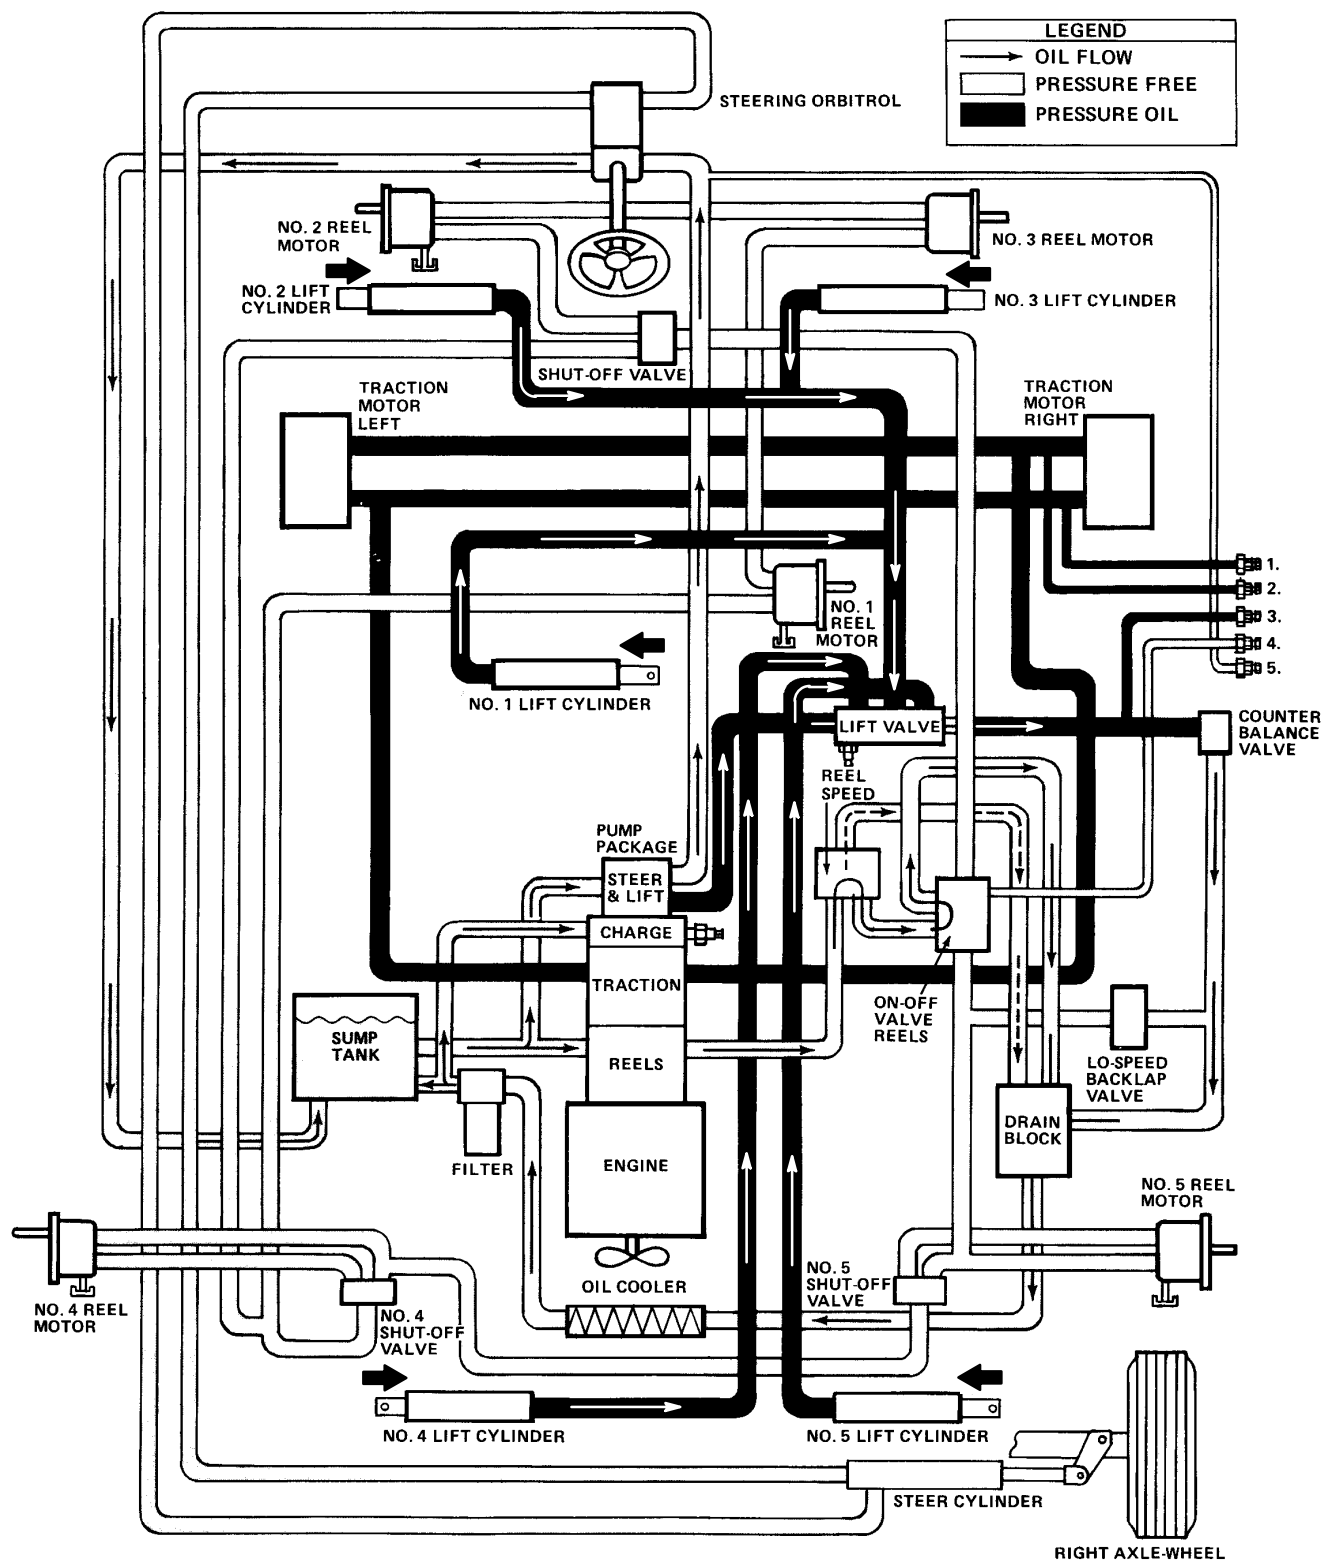 LEGEND
OIL FLOW
PRESSURE FREE
PRESSURE OIL
STEERING ORBITROL
NO. 2 REEL
MOTOR
NO. 3 REEL MOTOR
NO. 2 LIFT
CYLINDER
NO. 3 LIFT CYLINDER
SHUT-OFF VALVE
TRACTION
MOTOR
LEFT
TRACTION
MOTOR
RIGHT
1.
2.
3.
4.
5.
NO. 1
REEL
MOTOR
NO. 1 LIFT CYLINDER
LIFT VALVE
COUNTER
BALANCE
VALVE
REEL
SPEED
PUMP
PACKAGE
STEER
& LIFT
CHARGE
TRACTION
REELS
ENGINE
SUMP
TANK
FILTER
ON-OFF
VALVE
REELS
LO-SPEED
BACKLAP
VALVE
DRAIN
BLOCK
NO. 5 REEL
MOTOR
NO. 4 REEL
MOTOR
NO. 4
SHUT-OFF
VALVE
OIL COOLER
NO. 5
SHUT-OFF
VALVE
NO. 4 LIFT CYLINDER
NO. 5 LIFT CYLINDER
STEER CYLINDER
RIGHT AXLE-WHEEL